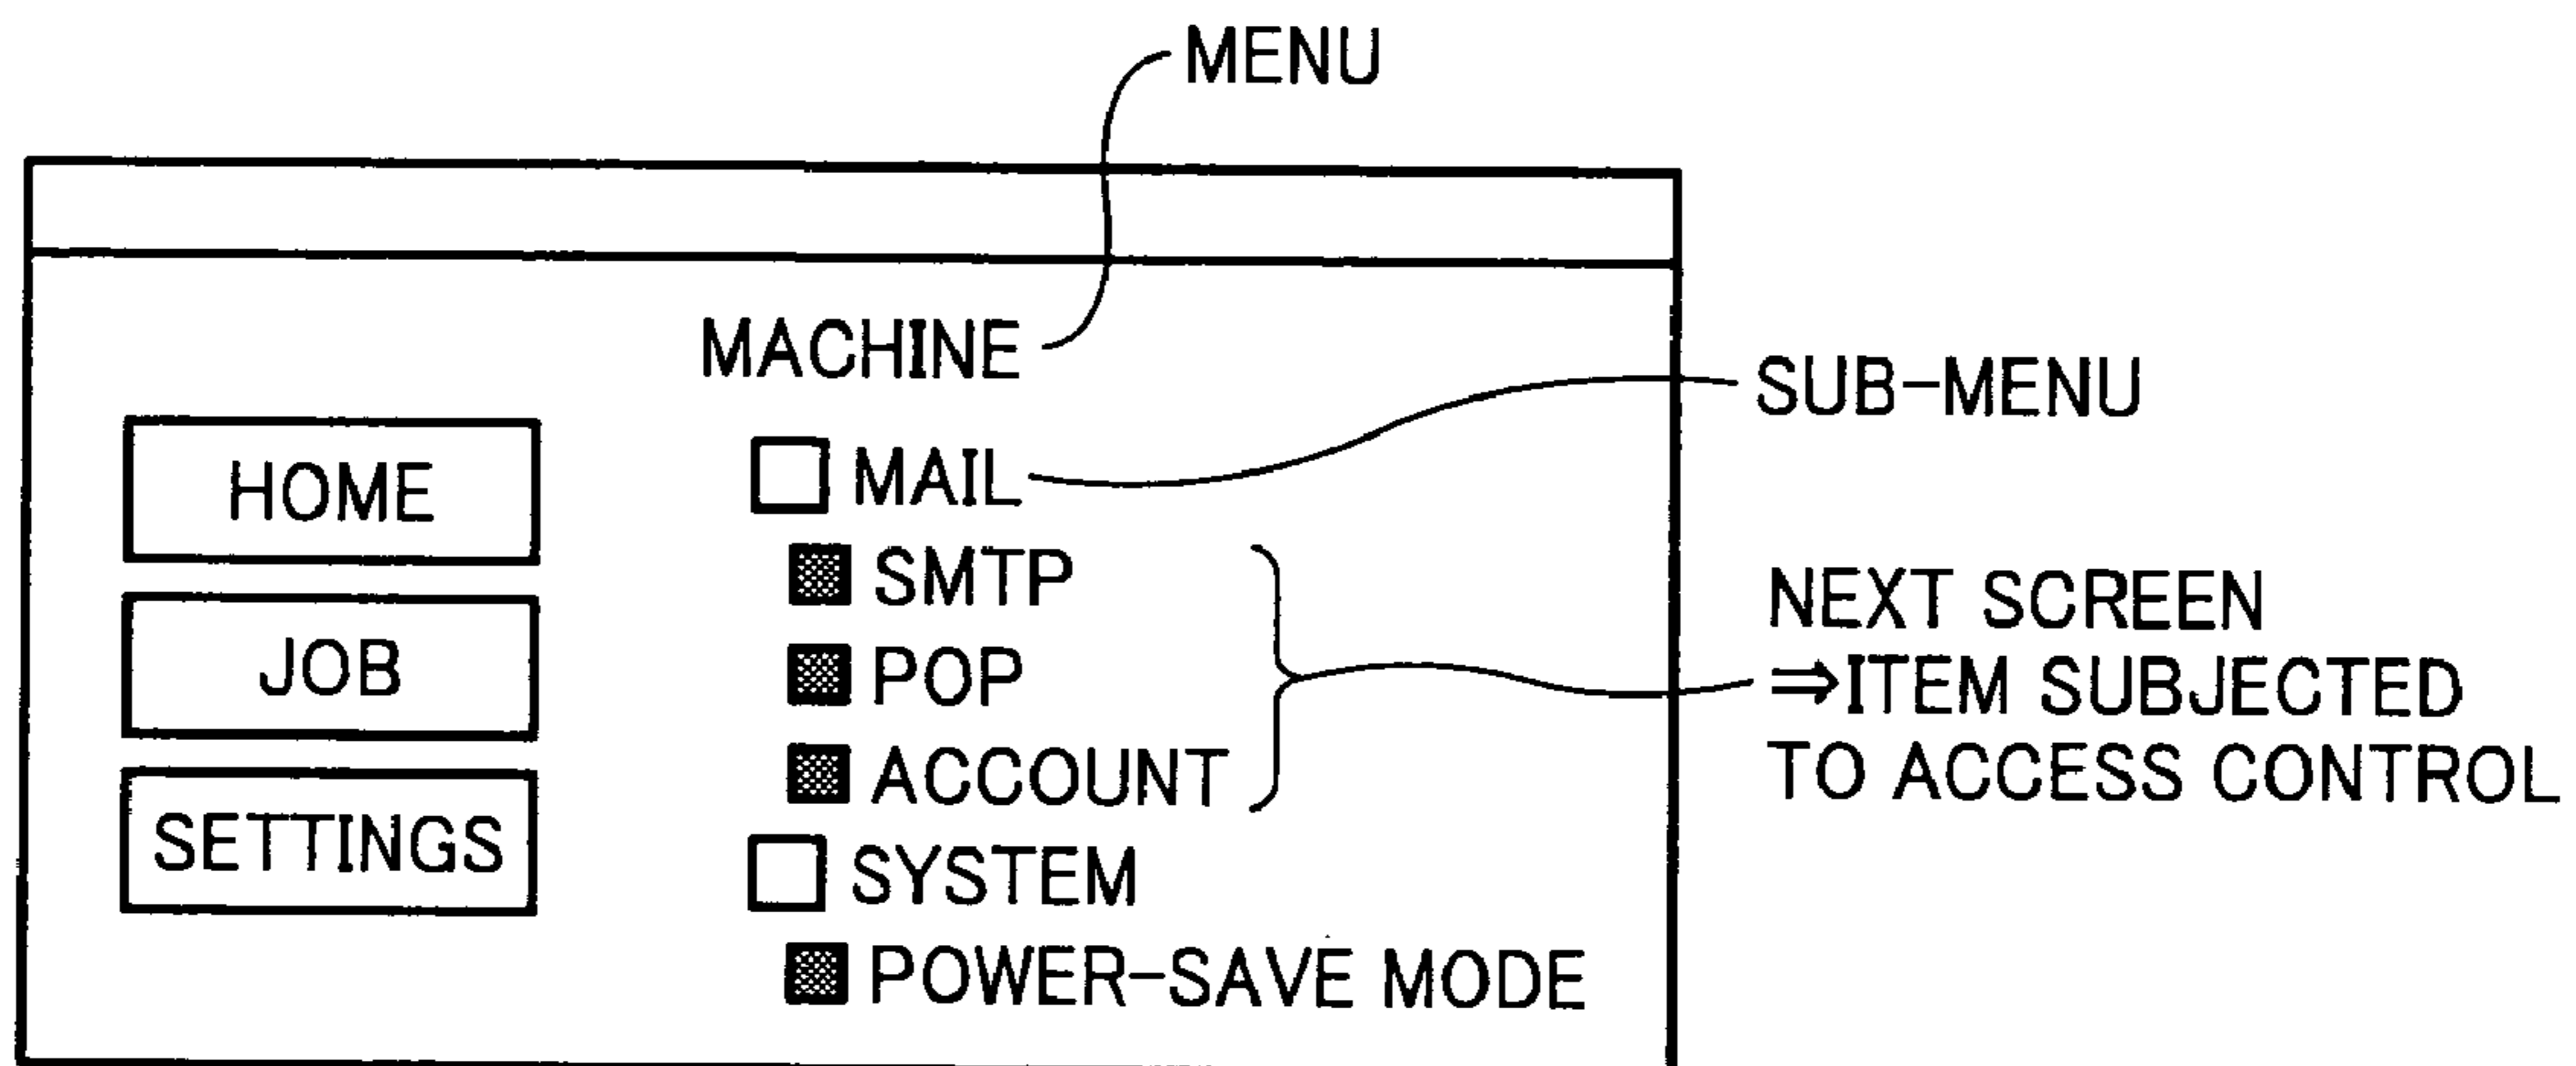 MENU
MACHINE
SUB-MENU
HOME
JOB
SETTINGS
MAIL
SMTP
POP
ACCOUNT
SYSTEM
POWER-SAVE MODE
NEXT SCREEN
⇒ITEM SUBJECTED
TO ACCESS CONTROL